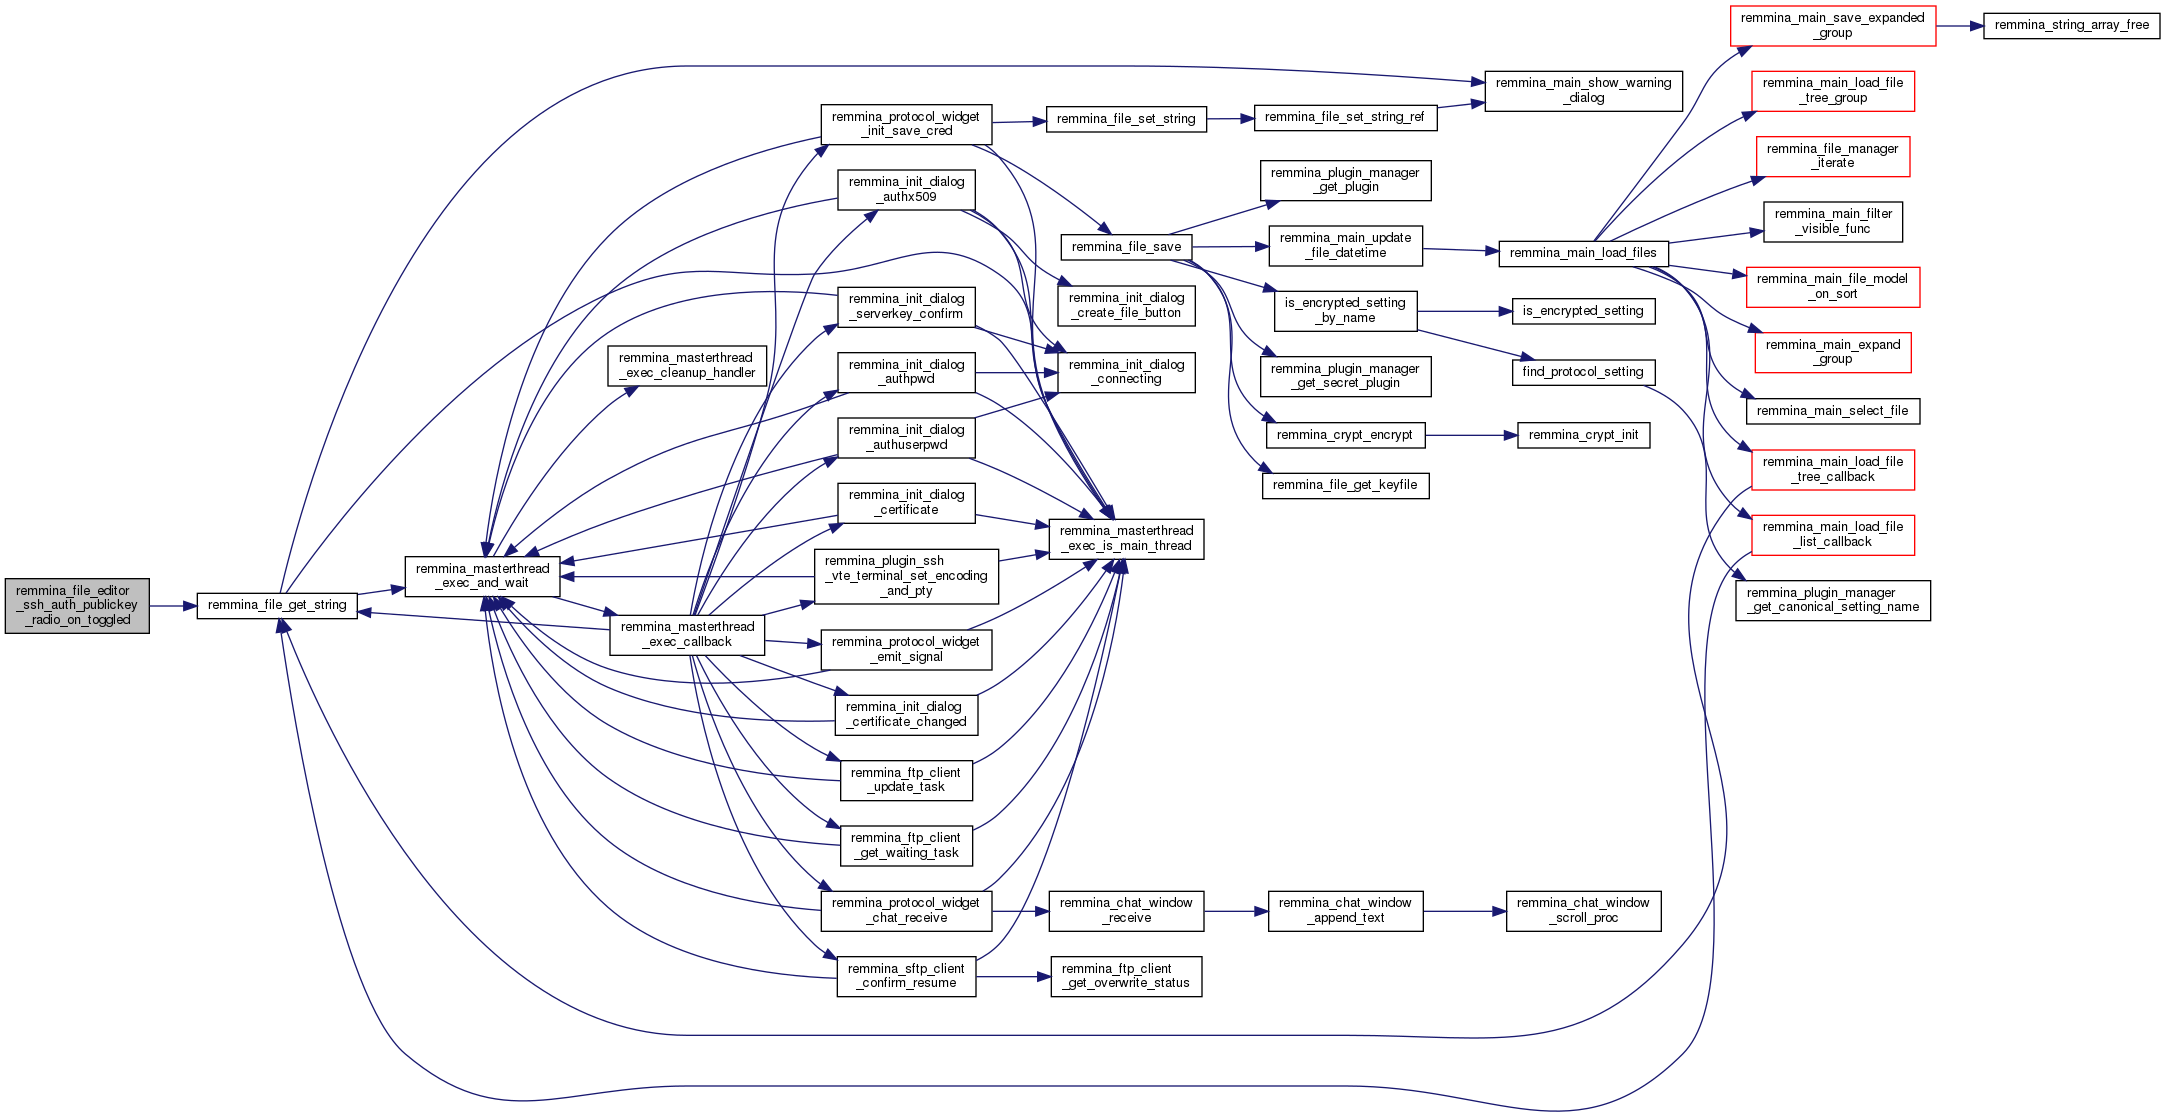 remmina_file_editor
_ssh_auth_publickey
_radio_on_toggled
remmina_file_get_string
remmina_masterthread
_exec_and_wait
remmina_masterthread
_exec_cleanup_handler
remmina_masterthread
_exec_callback
remmina_protocol_widget
_init_save_cred
remmina_init_dialog
_authx509
remmina_init_dialog
_serverkey_confirm
remmina_init_dialog
_authpwd
remmina_init_dialog
_authuserpwd
remmina_init_dialog
_certificate
remmina_plugin_ssh
_vte_terminal_set_encoding
_and_pty
remmina_protocol_widget
_emit_signal
remmina_init_dialog
_certificate_changed
remmina_ftp_client
_update_task
remmina_ftp_client
_get_waiting_task
remmina_protocol_widget
_chat_receive
remmina_sftp_client
_confirm_resume
remmina_file_set_string
remmina_file_save
remmina_init_dialog
_create_file_button
remmina_init_dialog
_connecting
remmina_masterthread
_exec_is_main_thread
remmina_chat_window
_receive
remmina_ftp_client
_get_overwrite_status
remmina_file_set_string_ref
remmina_plugin_manager
_get_plugin
remmina_main_update
_file_datetime
is_encrypted_setting
_by_name
remmina_plugin_manager
_get_secret_plugin
remmina_crypt_encrypt
remmina_file_get_keyfile
remmina_chat_window
_append_text
remmina_main_show_warning
_dialog
remmina_main_load_files
is_encrypted_setting
find_protocol_setting
remmina_crypt_init
remmina_chat_window
_scroll_proc
remmina_main_save_expanded
_group
remmina_main_load_file
_tree_group
remmina_file_manager
_iterate
remmina_main_filter
_visible_func
remmina_main_file_model
_on_sort
remmina_main_expand
_group
remmina_main_select_file
remmina_main_load_file
_tree_callback
remmina_main_load_file
_list_callback
remmina_plugin_manager
_get_canonical_setting_name
remmina_string_array_free